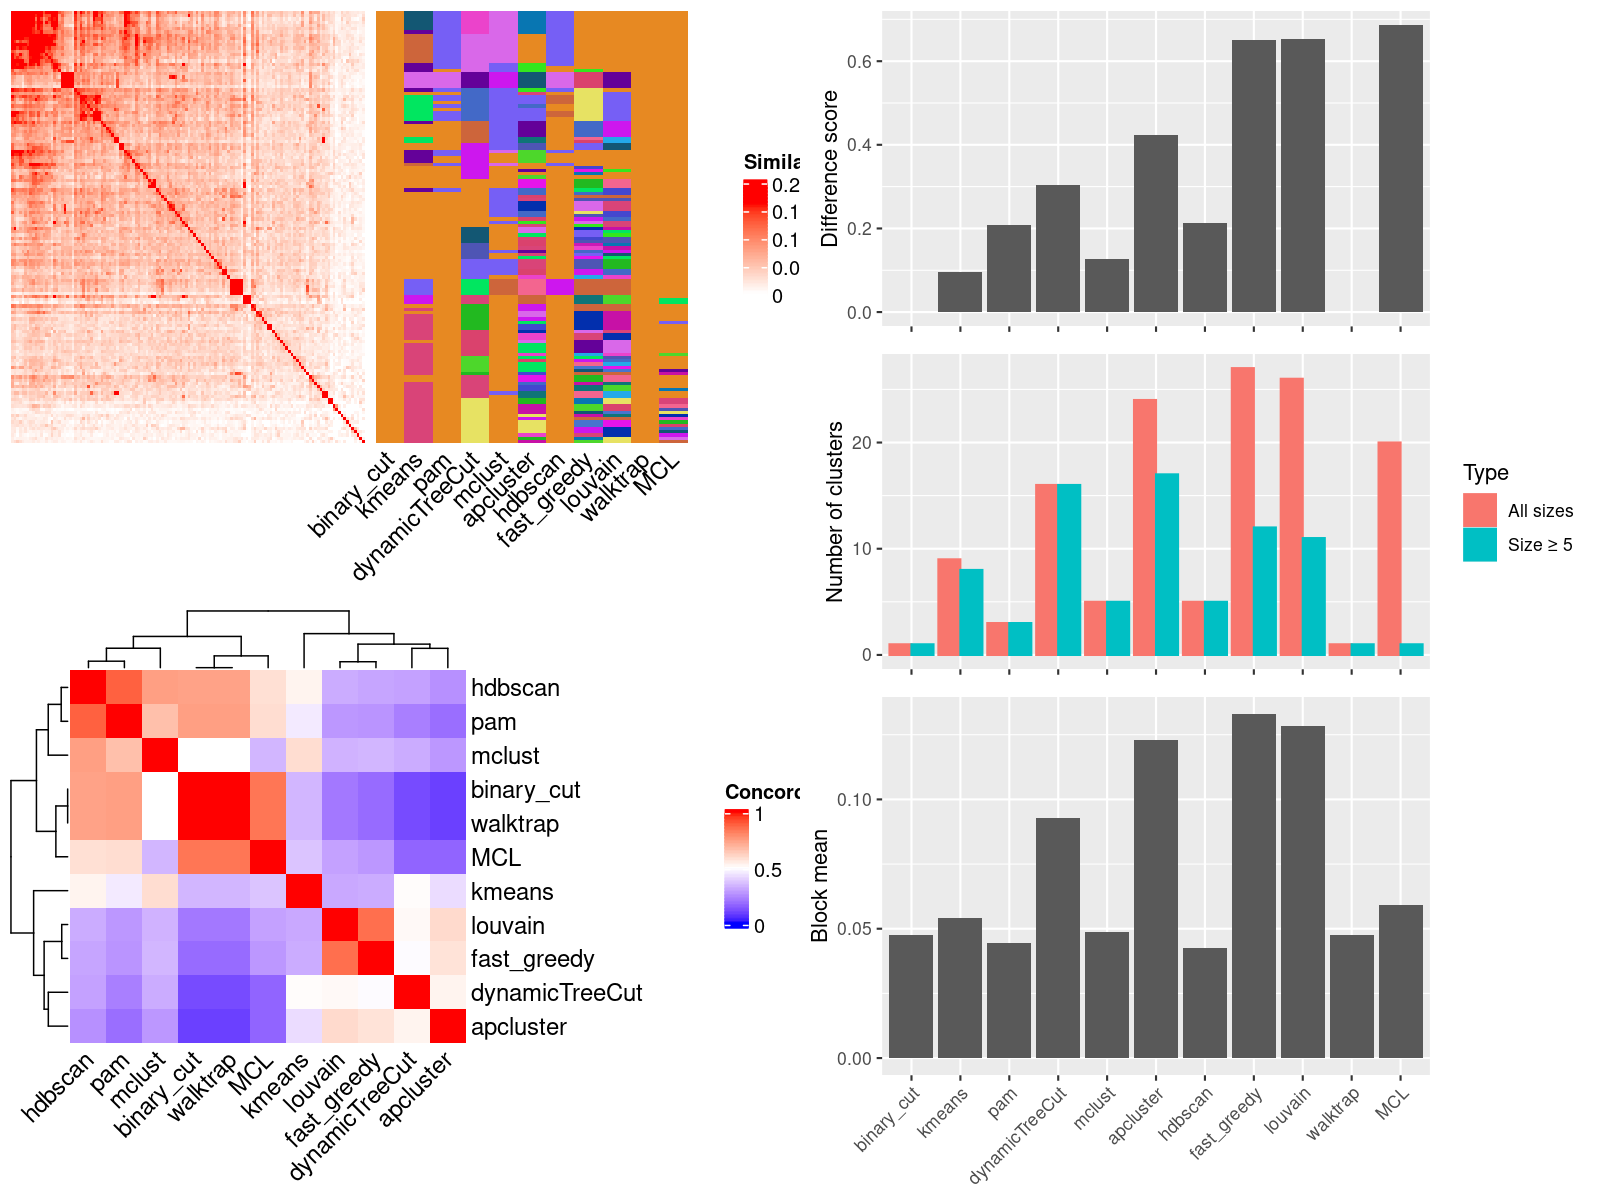 Simila
0.2
0.1
0.1
0.0
0
binary_cut
kmeans
pam
dynamicTreeCut
mclust
apcluster
hdbscan
fast_greedy
louvain
walktrap
MCL
Difference score
0.6
0.4
0.2
0.0
Number of clusters
20
10
0
Type
All sizes
Size ≥ 5
hdbscan
pam
mclust
binary_cut
walktrap
MCL
kmeans
louvain
fast_greedy
dynamicTreeCut
apcluster
hdbscan
pam
mclust
binary_cut
walktrap
MCL
kmeans
louvain
fast_greedy
dynamicTreeCut
apcluster
Concord
1
0.5
0
Block mean
0.10
0.05
0.00
binary_cut
kmeans
pam
dynamicTreeCut
mclust
apcluster
hdbscan
fast_greedy
louvain
walktrap
MCL